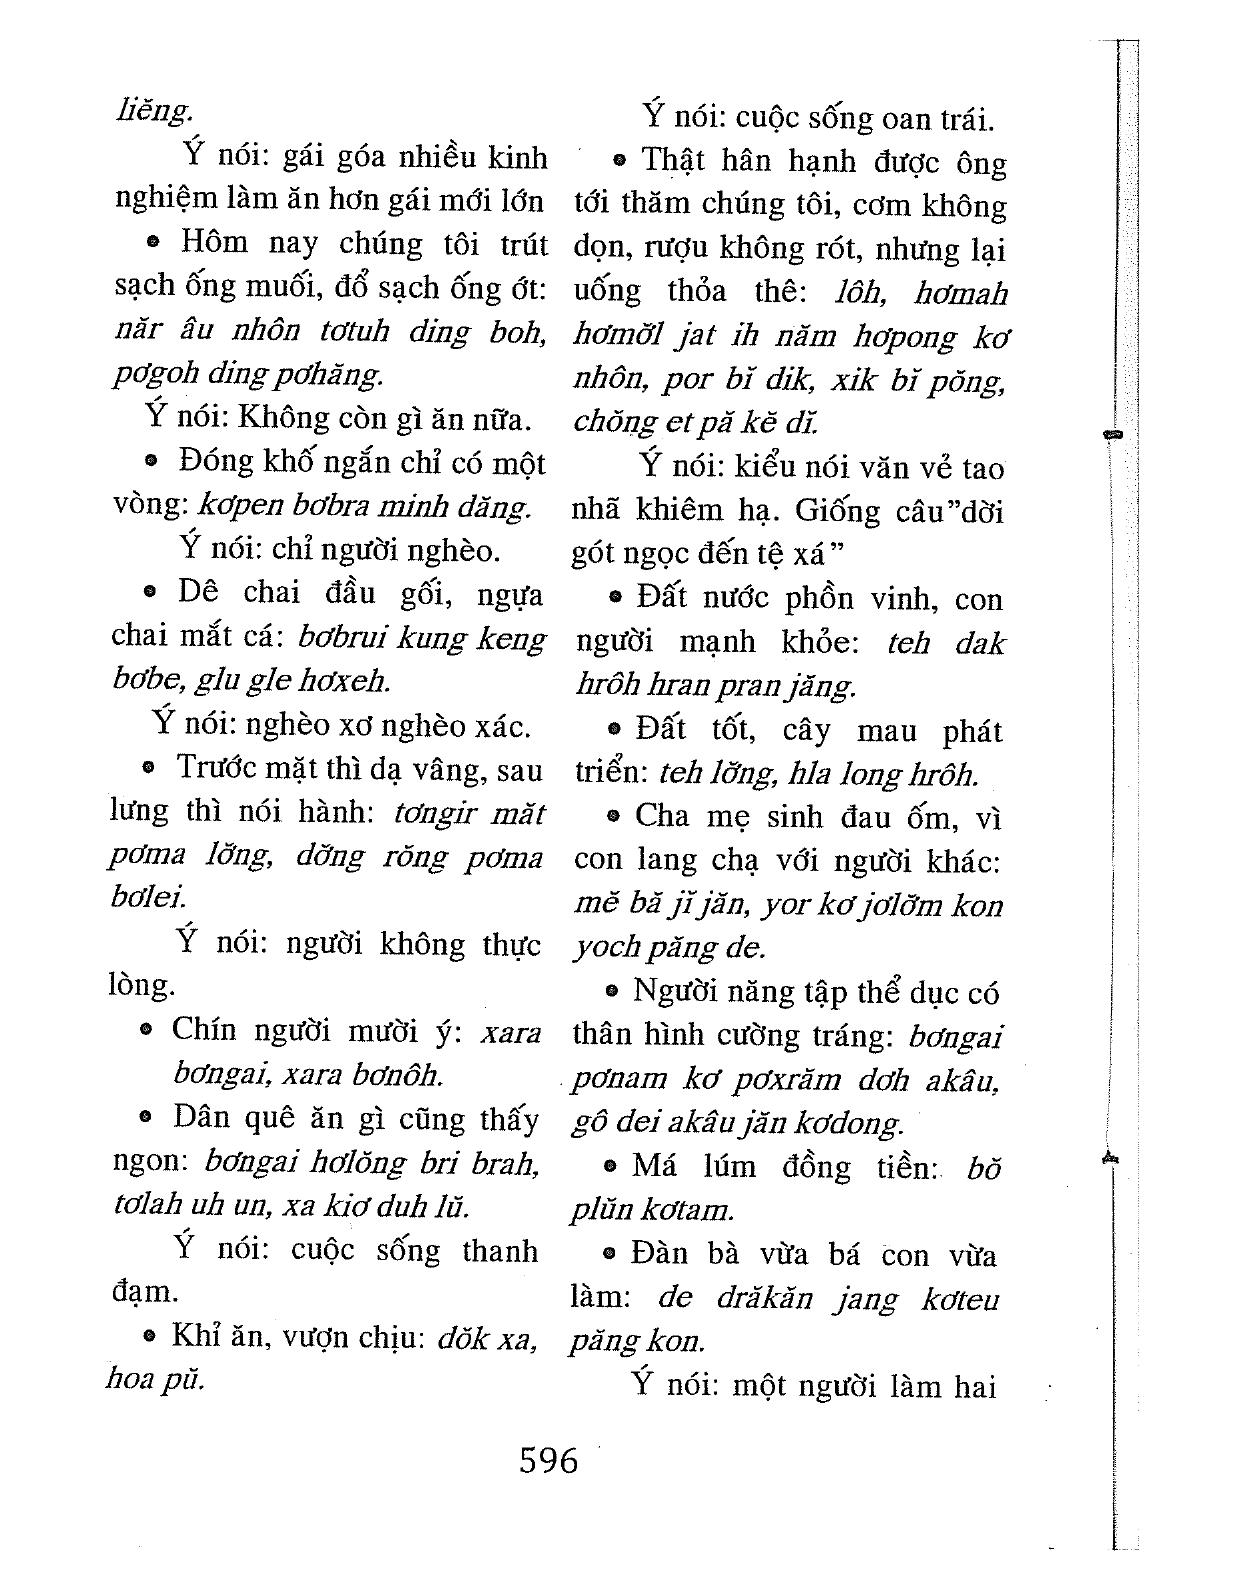 liĕng.
Ý nói: gái góa nhiều kinh
nghiệm làm ăn hơn gái mới lớn
• Hôm nay chúng tôi trút
sạch ống muối, đổ sạch ống ớt:
năr âu nhôn tơtuh ding boh,
pơgoh ding pơhăng.
Ý nói: Không còn gì ăn nữa.
• Đóng khố ngắn chỉ có một
vòng: kơpen bơbra minh dăng.
Ý nói: chỉ người nghèo.
• Dê chai đầu gối, ngựa
chai mắt cá: bơbrui kung keng
bơbe, glu gle hơxeh.
Ý nói: nghèo xơ nghèo xác.
• Trước mặt thì dạ vâng, sau
lưng thì nói hành: tơngir măt
pơma lơ̆ng, dơ̆ng rŏng pơma
bơlei.
Ý nói: người không thực
lòng.
• Chín người mười ý: xara
bơngai, xara bơnôh.
• Dân quê ăn gì cũng thấy
ngon: bơngai hơlŏng bri brah,
tơlah uh un, xa kiơ duh lŭ.
Ý nói: cuộc sống thanh
đạm.
• Khỉ ăn, vượn chịu: dŏk xa,
hoa pŭ.
Ý nói: cuộc sống oan trái.
• Thật hân hạnh được ông
tới thăm chúng tôi, cơm không
dọn, rượu không rót, nhưng lại
uống thỏa thê: lôh, hơmah
hơmơ̆l jat ih năm hơpong kơ
nhôn, por bĭ dik, xik bĭ pŏng,
chŏng et pă kĕ dĭ.
Ý nói: kiểu nói văn vẻ tao
nhã khiêm hạ. Giống câu”dời
gót ngọc đến tệ xá”
• Đất nước phồn vinh, con
người mạnh khỏe: teh dak
hrôh hran pran jăng.
• Đất tốt, cây mau phát
triển: teh lơ̆ng, hla long hrôh.
• Cha mẹ sinh đau ốm, vì
con lang chạ với người khác:
mĕ bă jĭ jăn, yor kơ jơlơ̆m kon
yoch păng de.
• Người năng tập thể dục có
thân hình cường tráng: bơngai
pơnam kơ pơxrăm dơh akâu,
gô dei akâu jăn kơdong.
• Má lúm đồng tiền: bŏ
plŭn kơtam.
• Đàn bà vừa bá con vừa
làm: de drăkăn jang kơteu
păng kon.
Ý nói: một người làm hai
596